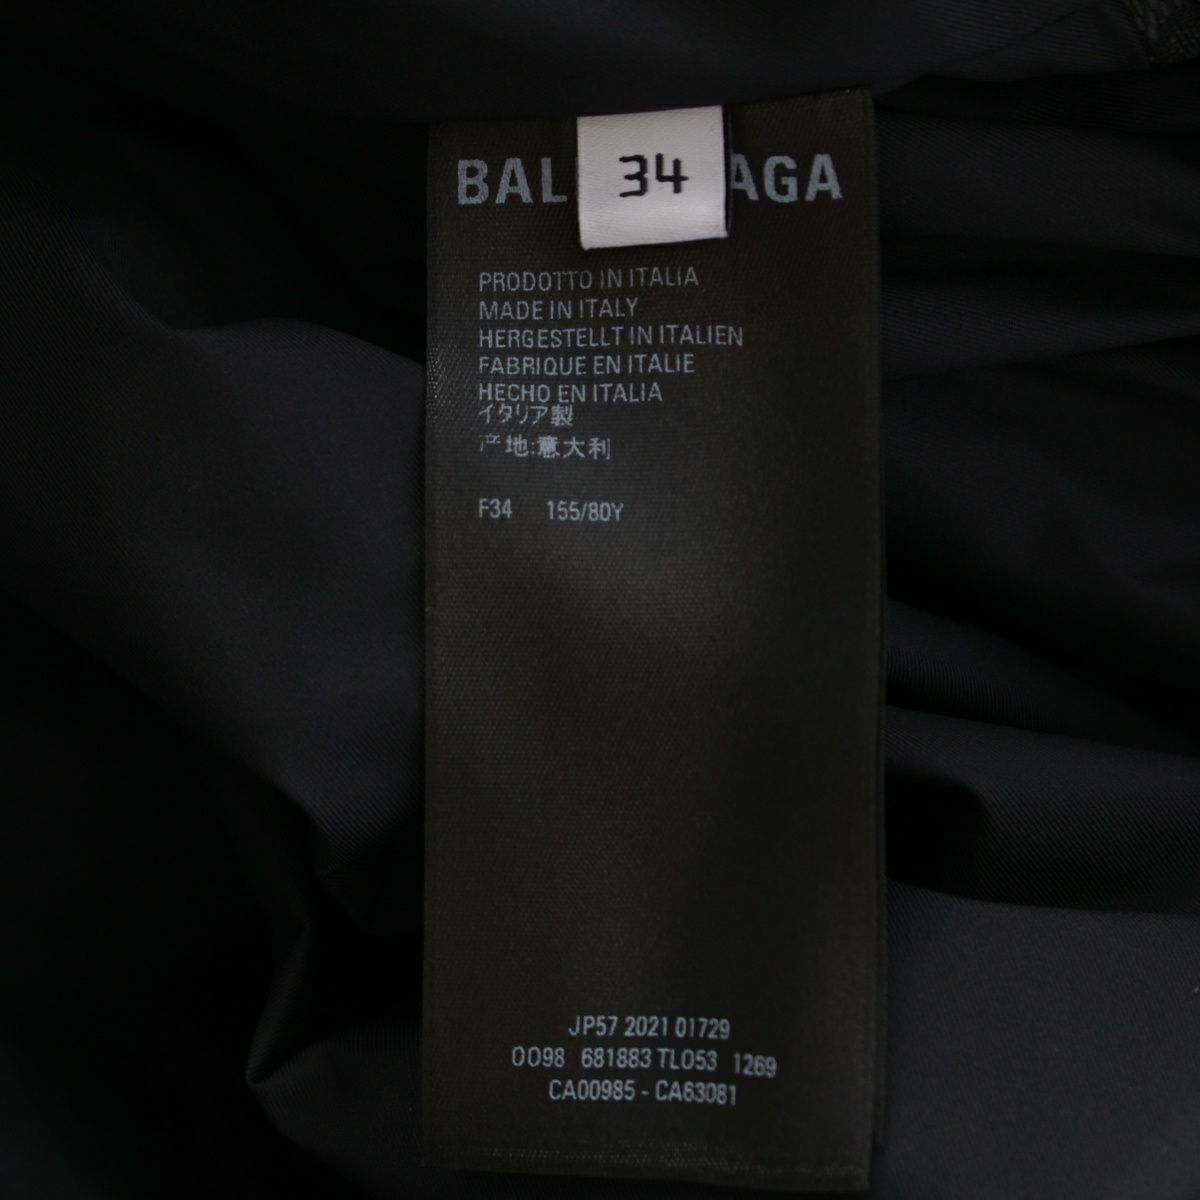 BAL 34 AGA
PRODOTTO IN ITALIA
MADE IN ITALY
HERGESTELLT IN ITALIEN
FABRIQUE EN ITALIE
HECHO EN ITALIA
イタリア製
产地:意大利
F34 155/80Y
JP57 2021 01729
0098 681883 TLO53 1269
CA00985 - CA63081